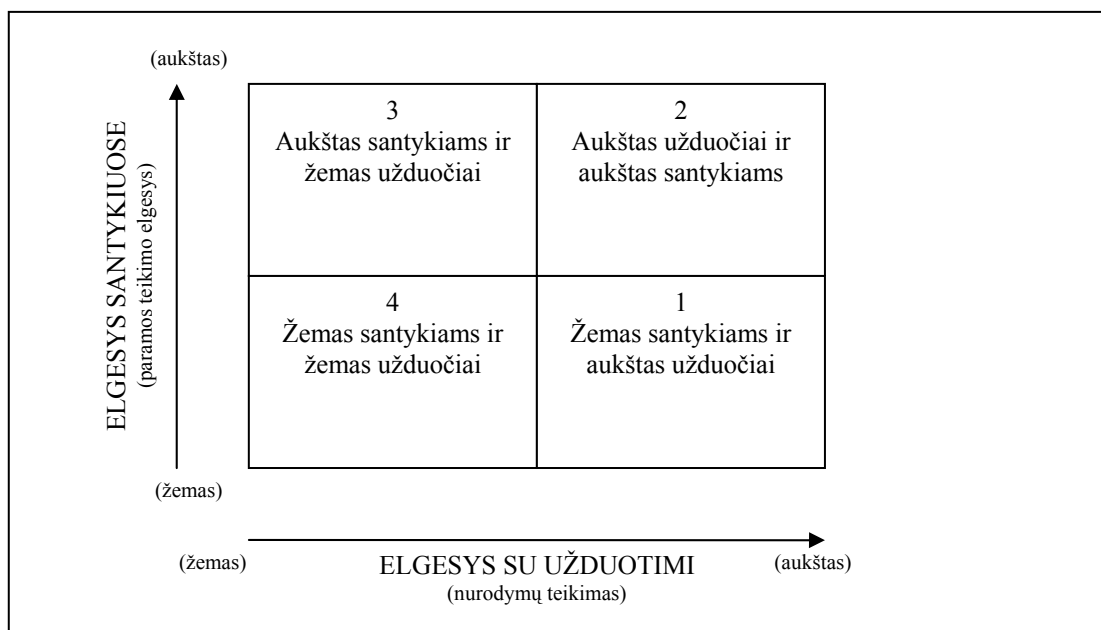 (aukštas)
ELGESYS SANTYKIUOSE
(paramos teikimo elgesys)
3
Aukštas santykiams ir
žemas užduočiai
2
Aukštas užduočiai ir
aukštas santykiams
4
Žemas santykiams ir
žemas užduočiai
1
Žemas santykiams ir
aukštas užduočiai
(žemas)
(žemas)
ELGESYS SU UŽDUOTIMI
(nurodymų teikimas)
(aukštas)